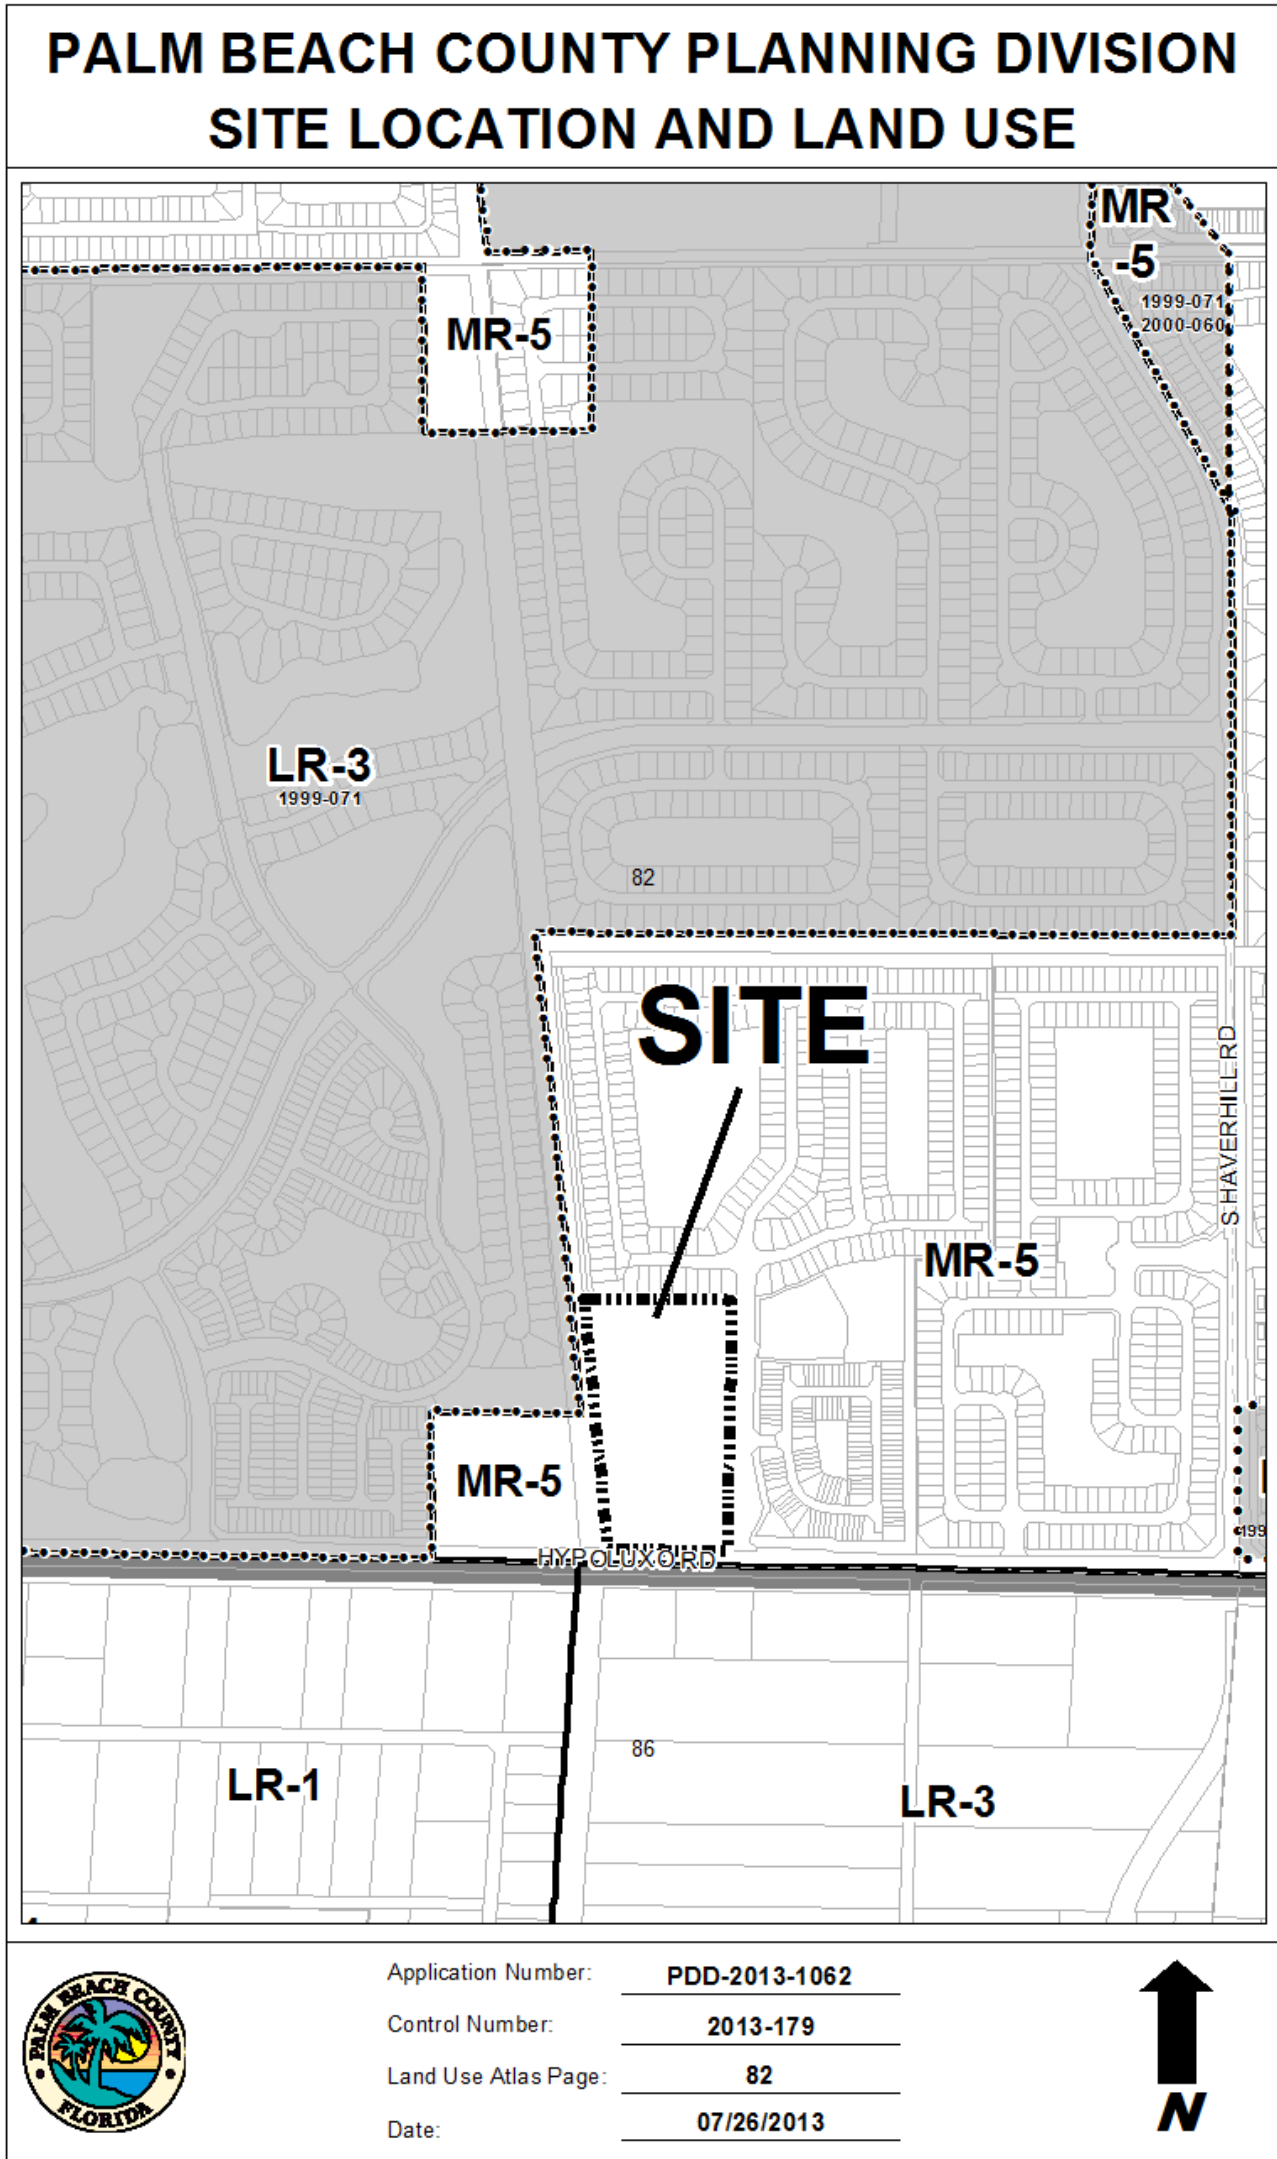 PALM BEACH COUNTY PLANNING DIVISION
SITE LOCATION AND LAND USE
MR
-5
1999-071
2000-060
MR-5
LR-3
1999-071
82
SITE
S HAVERHILL RD
MR-5
MR-5
199
HYPOLUXO RD
86
LR-1
LR-3
PALM BEACH COUNTY
FLORIDA
Application Number: PDD-2013-1062
Control Number: 2013-179
Land Use Atlas Page: 82
Date: 07/26/2013
N